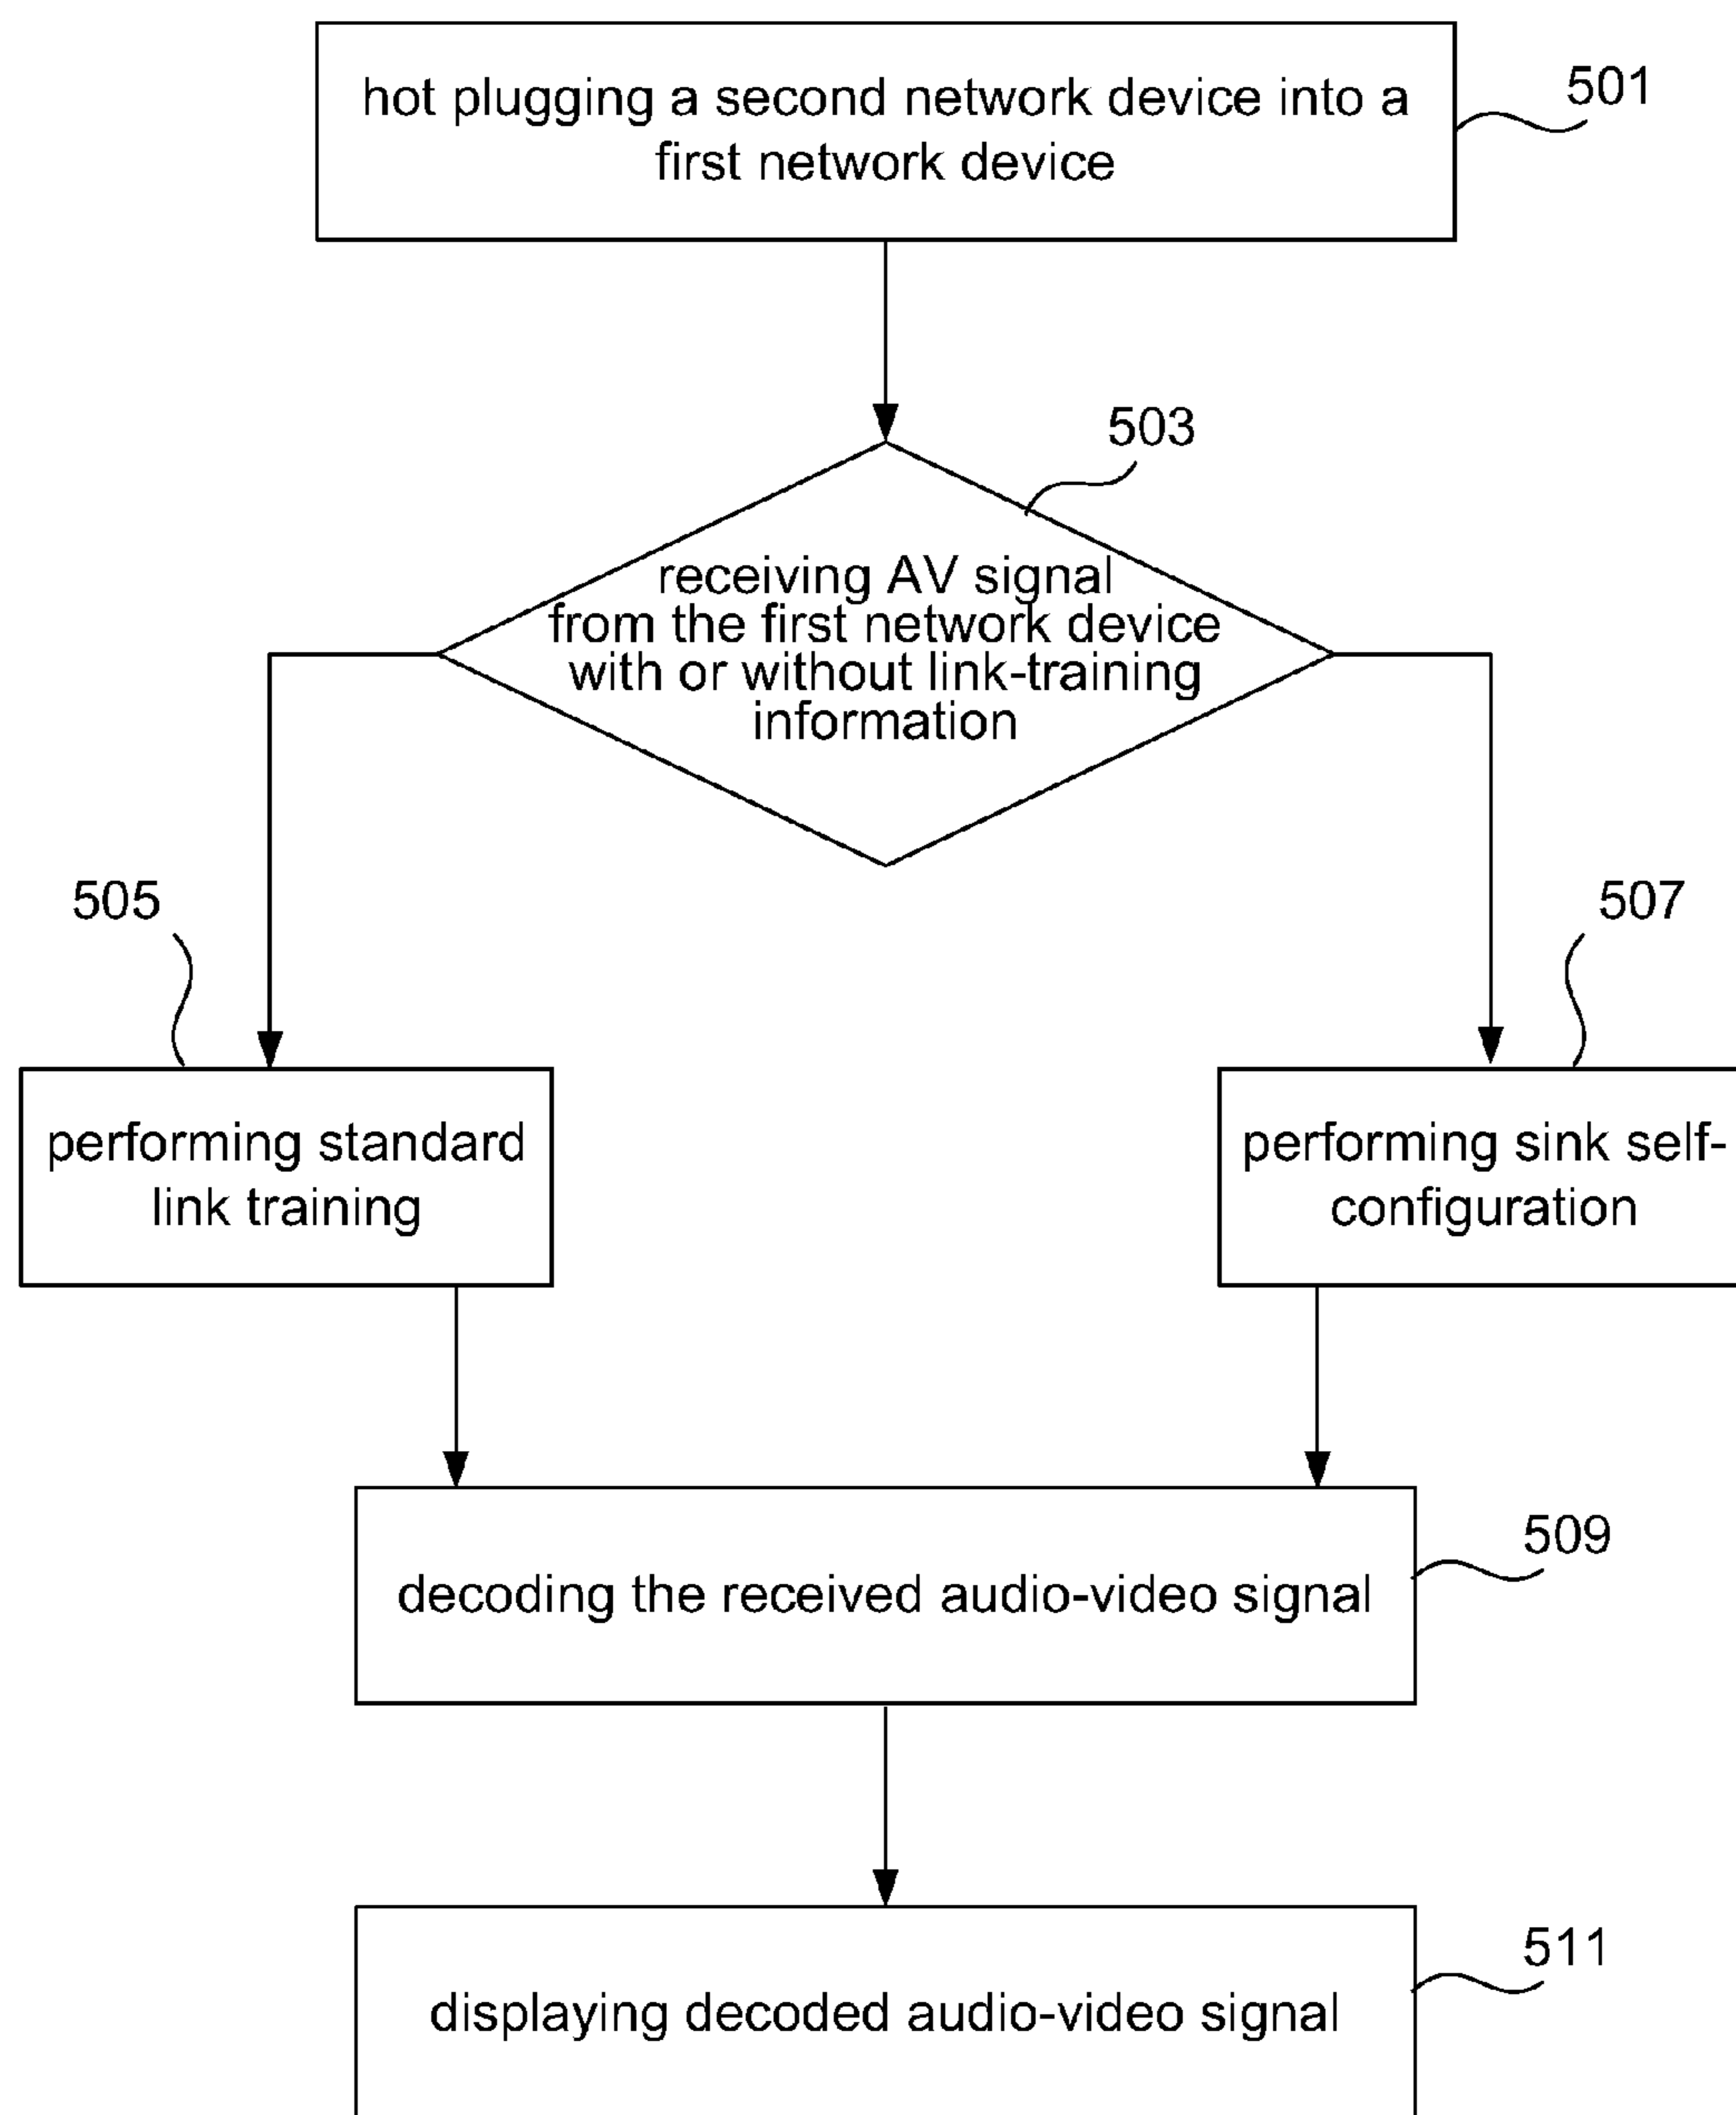 hot plugging a second network device into a
first network device
501
503
receiving AV signal
from the first network device
with or without link-training
information
505
507
performing standard
link training
performing sink self-
configuration
509
decoding the received audio-video signal
511
displaying decoded audio-video signal